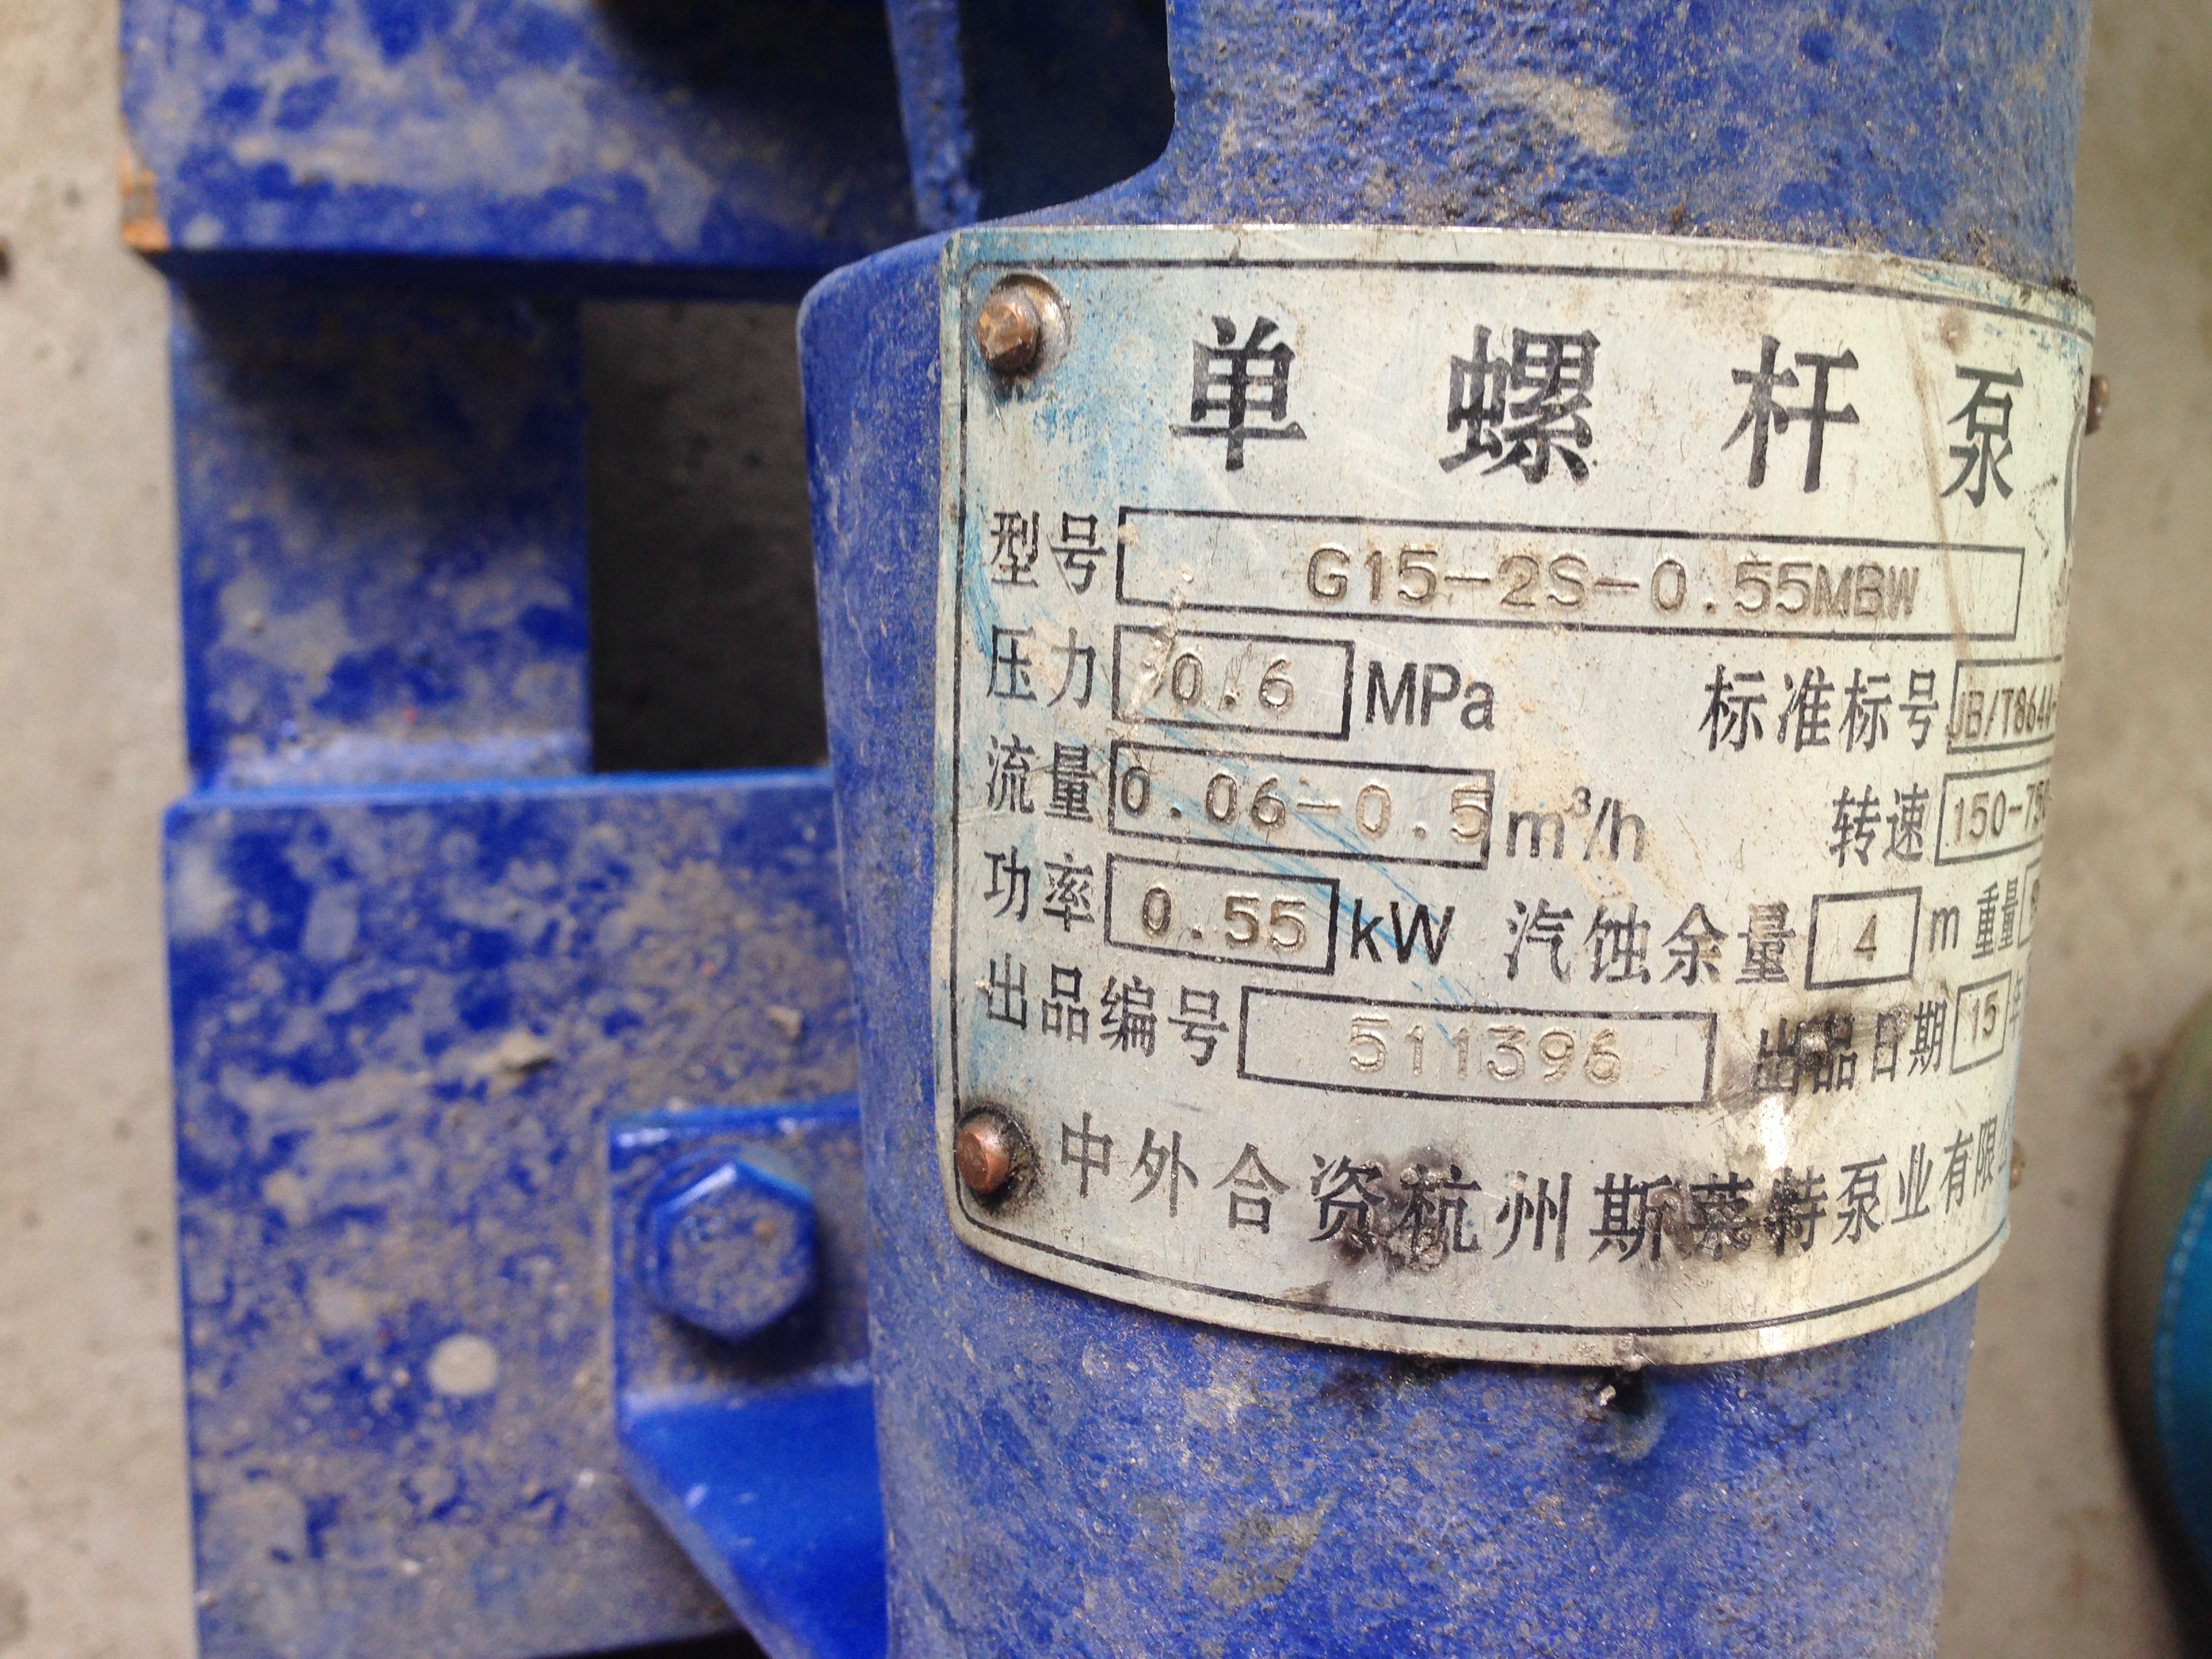 单螺杆泵
型号 G15-2S-0.55MBW
压力 0.6 MPa 标准标号 JB/T8644-
流量 0.06-0.5 m³/h 转速 150-75
功率 0.55 kW 汽蚀余量 4 m 重量
出品编号 511396 出品日期 15 年
中外合资杭州斯莱特泵业有限